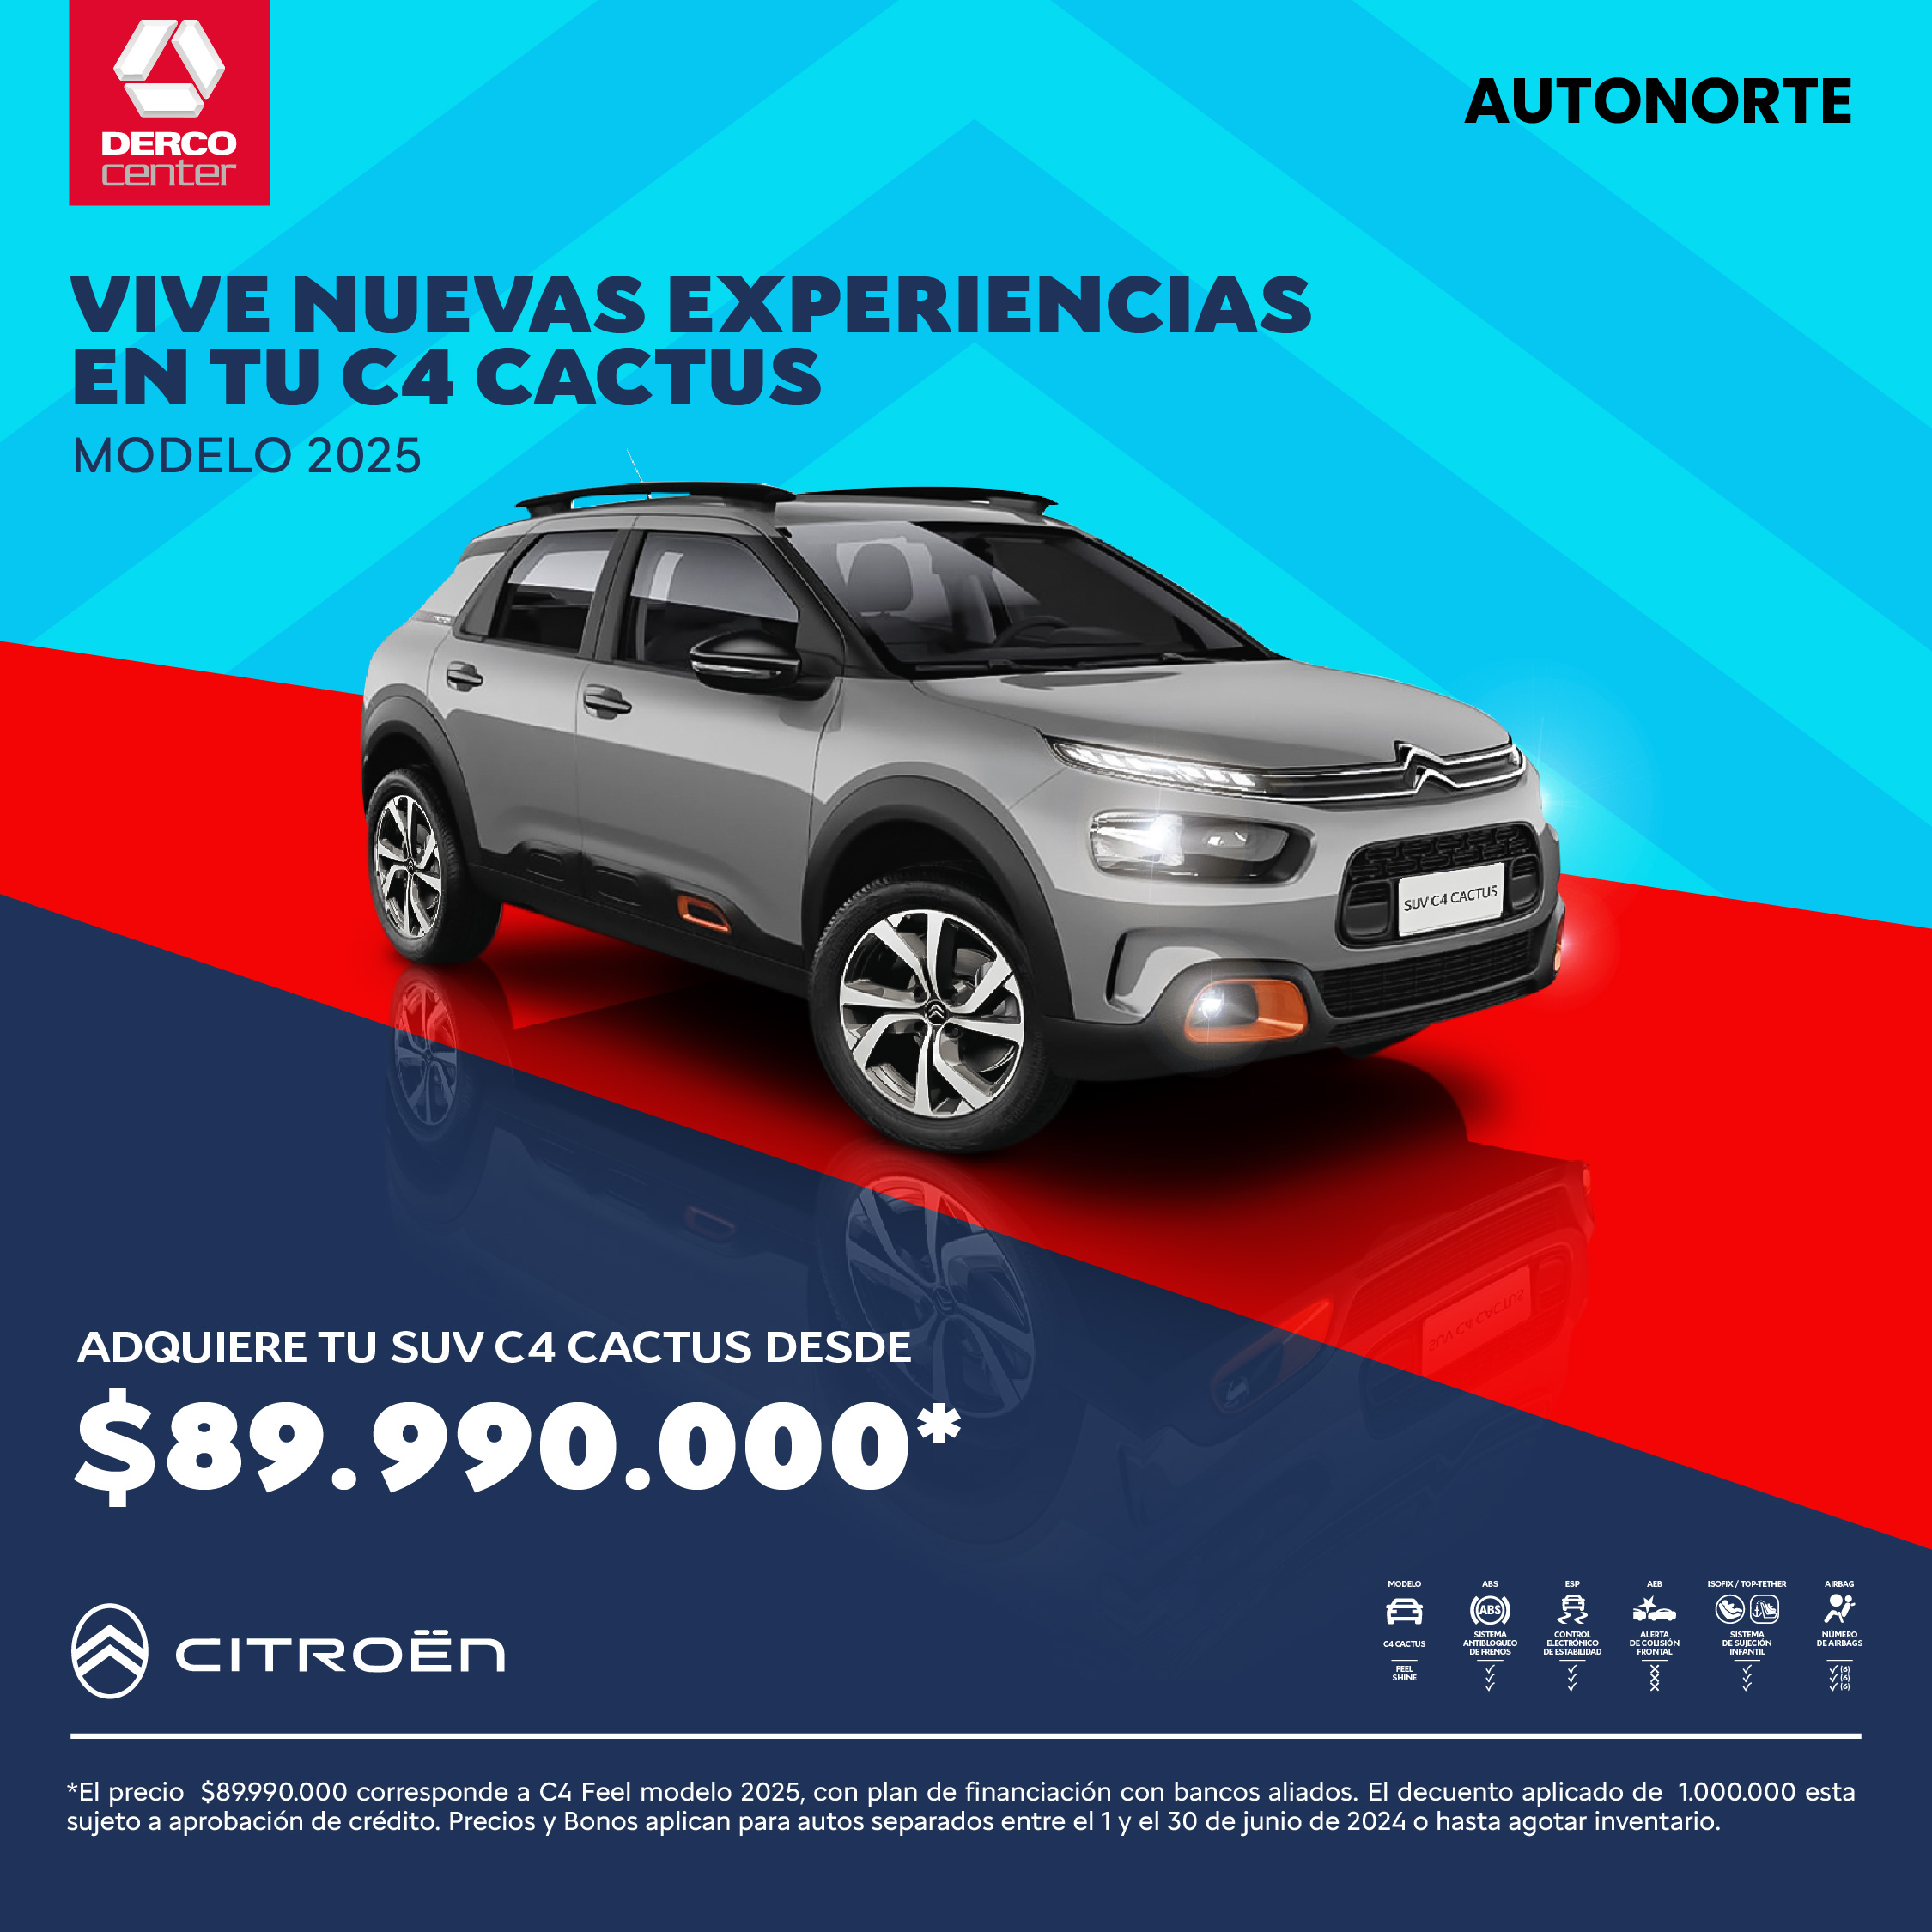 DERCO
center
AUTONORTE
VIVE NUEVAS EXPERIENCIAS
EN TU C4 CACTUS
MODELO 2025
SUV C4 CACTUS
ADQUIERE TU SUV C4 CACTUS DESDE
$89.990.000*
CITROËN
MODELO
C4 CACTUS
FEEL
SHINE
ABS
ABS
SISTEMA
ANTIBLOQUEO
DE FRENOS
✓
✓
✓
ESP
CONTROL
ELECTRÓNICO
DE ESTABILIDAD
✓
✓
✓
AEB
ALERTA
DE COLISIÓN
FRONTAL
X
X
X
ISOFIX / TOP-TETHER
SISTEMA
DE SUJECIÓN
INFANTIL
✓
✓
✓
AIRBAG
NÚMERO
DE AIRBAGS
✓(6)
✓(6)
✓(6)
*El precio  $89.990.000 corresponde a C4 Feel modelo 2025, con plan de financiación con bancos aliados. El decuento aplicado de  1.000.000 esta
sujeto a aprobación de crédito. Precios y Bonos aplican para autos separados entre el 1 y el 30 de junio de 2024 o hasta agotar inventario.